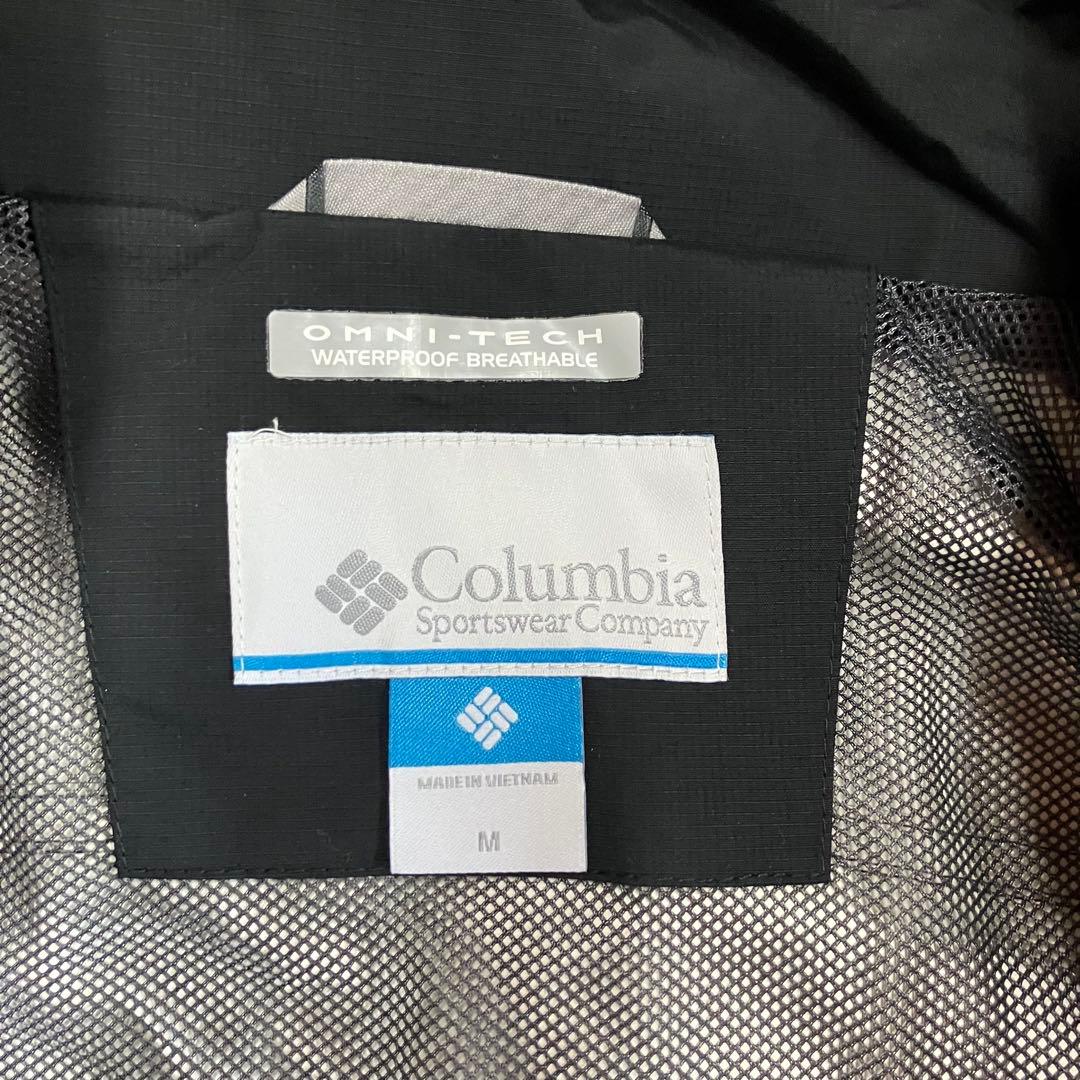 OMNI-TECH
WATERPROOF BREATHABLE
Columbia
Sportswear Company
MADE IN VIETNAM
M